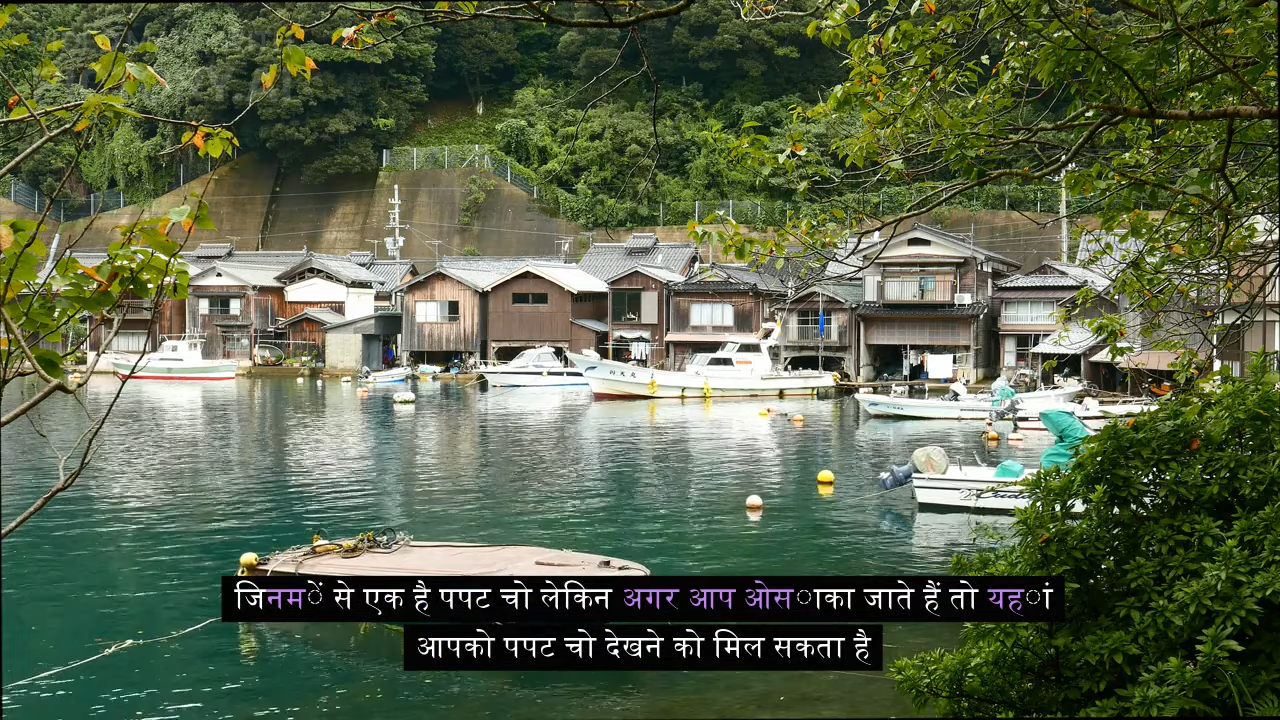 जिनमें से एक है पपट चो लेकिन अगर आप ओसाका जाते हैं तो यहां
आपको पपट चो देखने को मिल सकता है